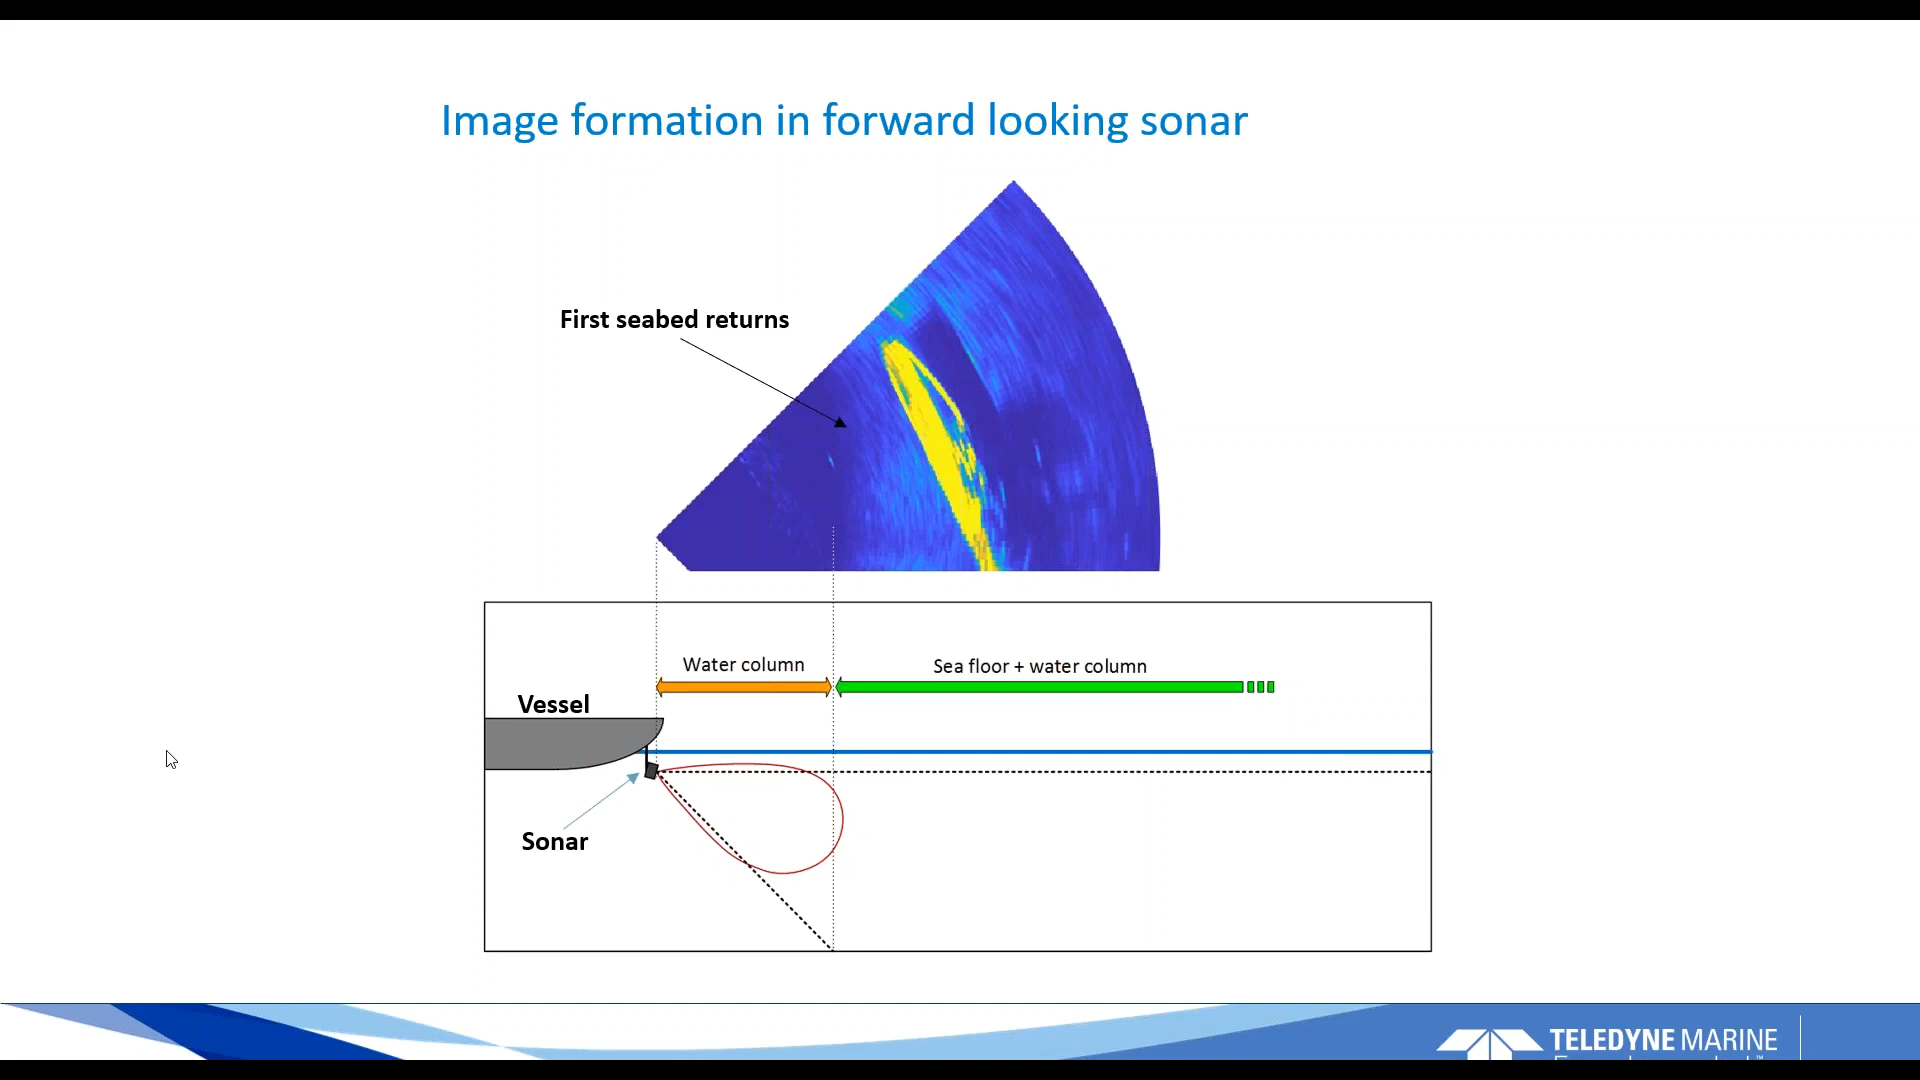 Image formation in forward looking sonar
First seabed returns
Water column
Sea floor + water column
Vessel
Sonar
TELEDYNE MARINE